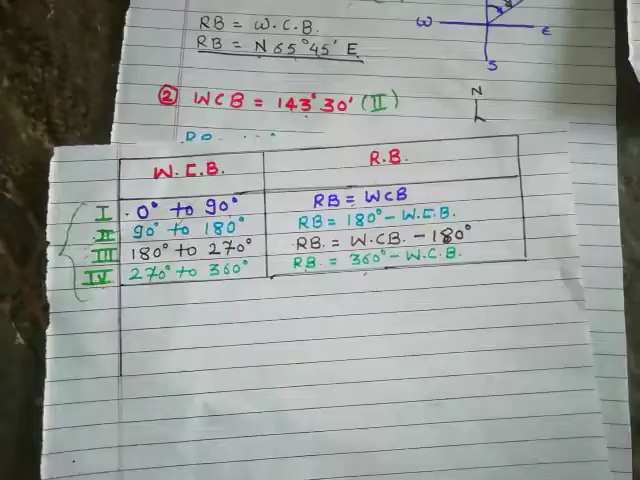 RB = W.C.B.
RB = N 65°45' E.
W E
S
② WCB = 143°30' (II)
N
W.C.B. R.B.
I 0° to 90° RB = WCB
II 90° to 180° RB = 180° - W.C.B.
III 180° to 270° RB. = W.CB. - 180°
IV 270° to 360° RB. = 360° - W.C.B.